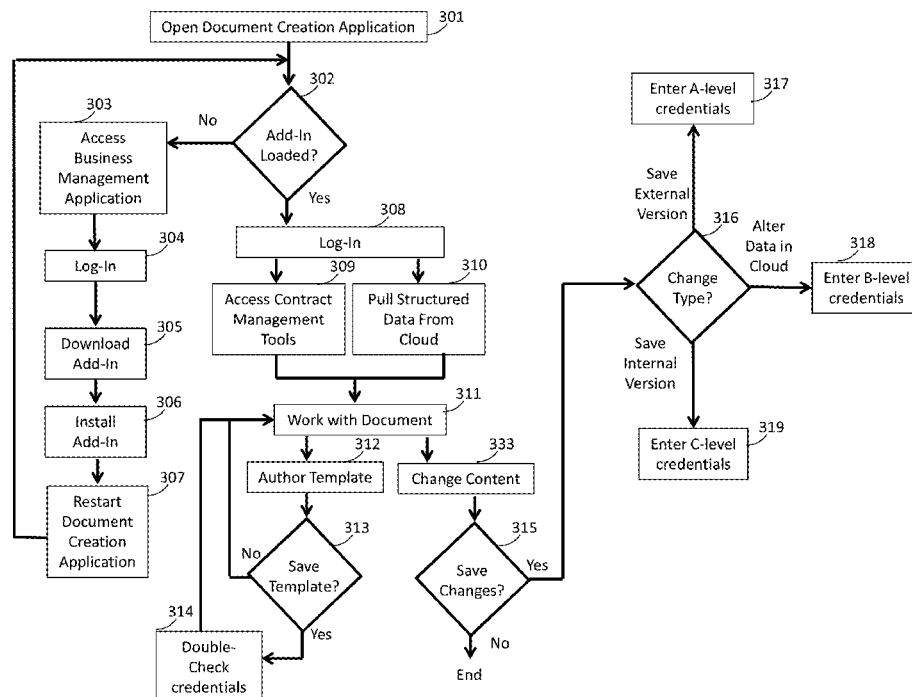 Open Document Creation Application
301
302
Add-In
Loaded?
No
Yes
303
Access
Business
Management
Application
304
Log-In
305
Download
Add-In
306
Install
Add-In
307
Restart
Document
Creation
Application
308
Log-In
309
Access Contract
Management
Tools
310
Pull Structured
Data From
Cloud
311
Work with Document
312
Author Template
313
Save
Template?
No
Yes
314
Double-
Check
credentials
333
Change Content
315
Save
Changes?
Yes
No
End
316
Change
Type?
Save
External
Version
317
Enter A-level
credentials
Alter
Data in
Cloud
318
Enter B-level
credentials
Save
Internal
Version
319
Enter C-level
credentials